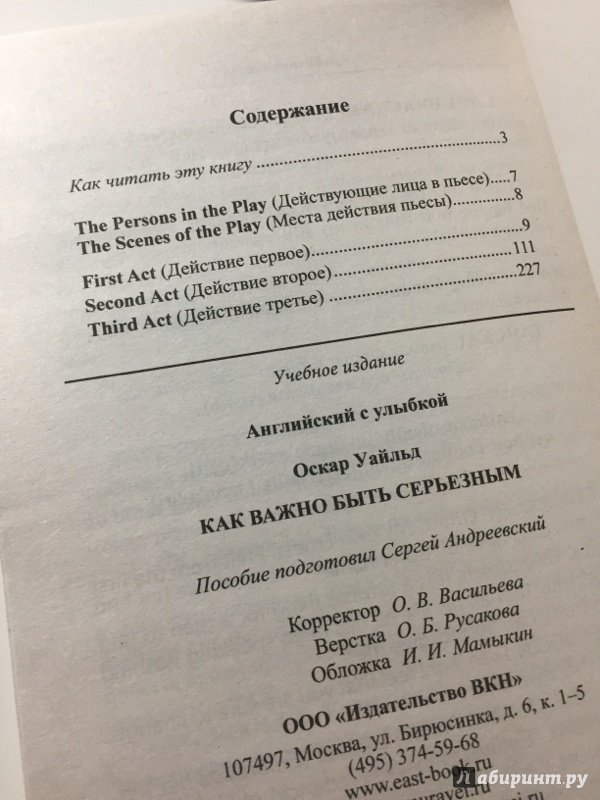 Содержание
Как читать эту книгу ........................................................ 3
The Persons in the Play (Действующие лица в пьесе).....7
The Scenes of the Play (Места действия пьесы)..............8
First Act (Действие первое)................................................9
Second Act (Действие второе)........................................111
Third Act (Действие третье) ..........................................227
Учебное издание
Английский с улыбкой
Оскар Уайльд
КАК ВАЖНО БЫТЬ СЕРЬЕЗНЫМ
Пособие подготовил Сергей Андреевский
Корректор О. В. Васильева
Верстка О. Б. Русакова
Обложка И. И. Мамыкин
ООО «Издательство ВКН»
107497, Москва, ул. Бирюсинка, д. 6, к. 1–5
(495) 374-59-68
www.east-book.ru
Лабиринт.ру